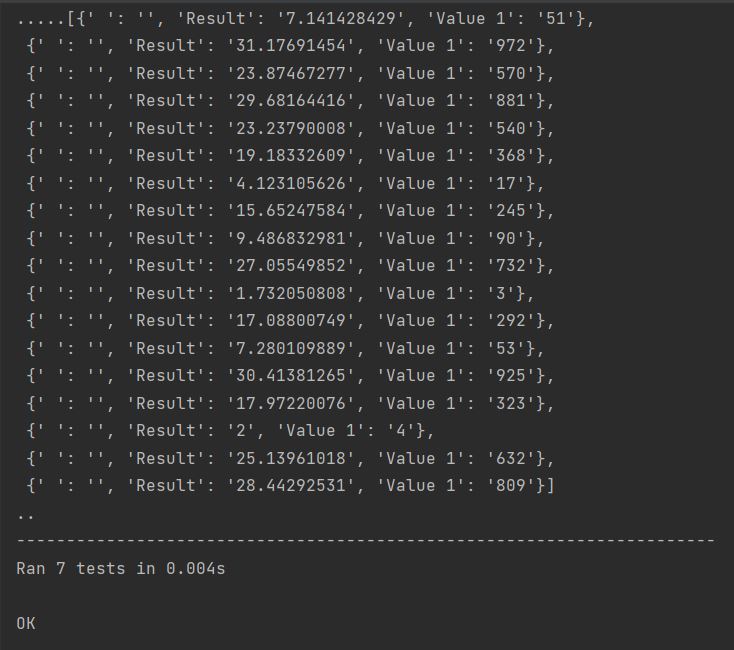 .....[{' ': '', 'Result': '7.141428429', 'Value 1': '51'},
{' ': '', 'Result': '31.17691454', 'Value 1': '972'},
{' ': '', 'Result': '23.87467277', 'Value 1': '570'},
{' ': '', 'Result': '29.68164416', 'Value 1': '881'},
{' ': '', 'Result': '23.23790008', 'Value 1': '540'},
{' ': '', 'Result': '19.18332609', 'Value 1': '368'},
{' ': '', 'Result': '4.123105626', 'Value 1': '17'},
{' ': '', 'Result': '15.65247584', 'Value 1': '245'},
{' ': '', 'Result': '9.486832981', 'Value 1': '90'},
{' ': '', 'Result': '27.05549852', 'Value 1': '732'},
{' ': '', 'Result': '1.732050808', 'Value 1': '3'},
{' ': '', 'Result': '17.08800749', 'Value 1': '292'},
{' ': '', 'Result': '7.280109889', 'Value 1': '53'},
{' ': '', 'Result': '30.41381265', 'Value 1': '925'},
{' ': '', 'Result': '17.97220076', 'Value 1': '323'},
{' ': '', 'Result': '2', 'Value 1': '4'},
{' ': '', 'Result': '25.13961018', 'Value 1': '632'},
{' ': '', 'Result': '28.44292531', 'Value 1': '809'}]
..
----------------------------------------------------------------------
Ran 7 tests in 0.004s
OK